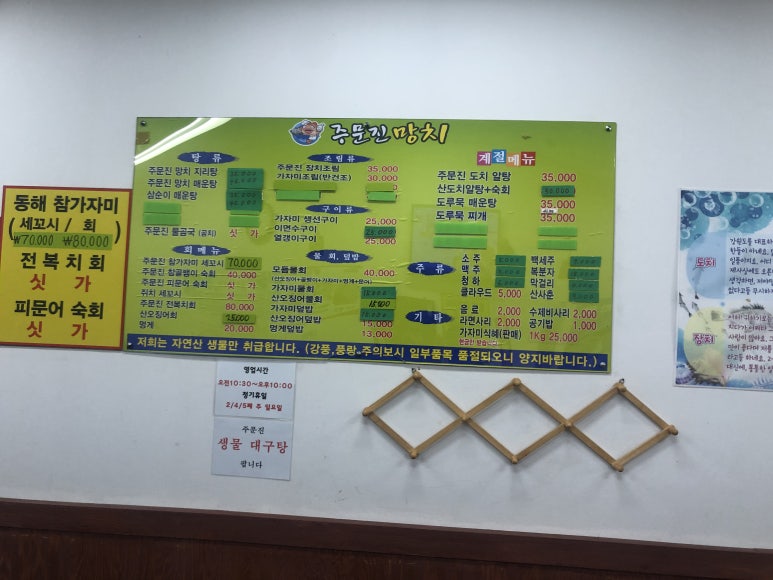 동해 참가자미
(세꼬시 / 회)
₩70,000 ₩80,000
전복치회
싯 가
피문어 숙회
싯 가
주문진 망치
탕 류
주문진 망치 지리탕
주문진 망치 매운탕
삼순이 매운탕
주문진 물곰국 (곰치) 싯 가
회 메 뉴
주문진 참가자미 세꼬시 70,000
주문진 참골뱅이 숙회 40,000
주문진 피문어 숙회 싯 가
쥐치 세꼬시 싯 가
주문진 전복치회 80,000
산오징어회
멍게 20,000
조 림 류
주문진 장치조림 35,000
가자미조림(반건조) 30,000
구 이 류
가자미 생선구이 25,000
이면수구이 25,000
열갱이구이 25,000
물 회, 덮 밥
모듬물회 40,000
가자미물회
산오징어물회
가자미덮밥
산오징어덮밥 15,000
멍게덮밥 13,000
계절메뉴
주문진 도치 알탕 35,000
산도치알탕+숙회
도루묵 매운탕 35,000
도루묵 찌개 35,000
주 류
소 주
맥 주
청 하
클라우드 5,000
백세주
복분자
막걸리
산사춘
기 타
음 료 2,000
라면사리 2,000
가자미식해(판매) 1Kg 25,000
수제비사리 2,000
공기밥 1,000
저희는 자연산 생물만 취급합니다. (강풍,풍랑·주의보시 일부품목 품절되오니 양지바랍니다.)
영업시간
오전10:30~오후10:00
정기휴일
2/4/5째 주 일요일
주문진
생물 대구탕
팝니다
도치
장치